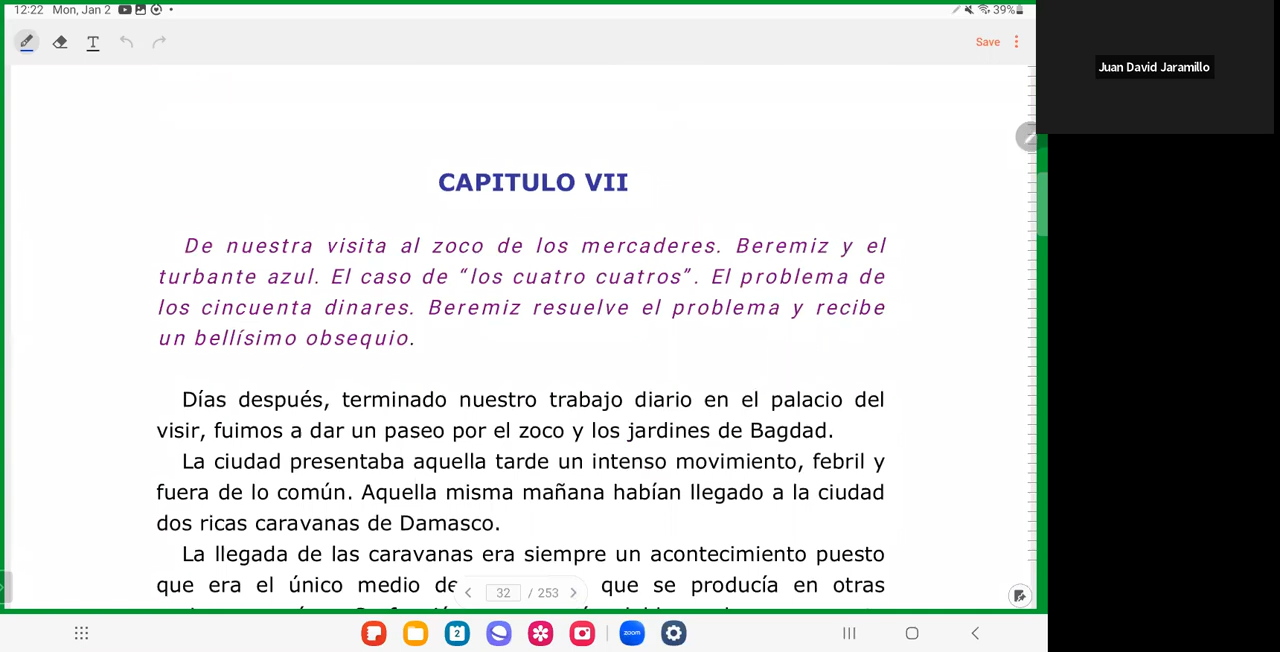 12:22 Mon, Jan 2
39%
T
Save
Juan David Jaramillo
CAPITULO VII
De nuestra visita al zoco de los mercaderes. Beremiz y el
turbante azul. El caso de “los cuatro cuatros”. El problema de
los cincuenta dinares. Beremiz resuelve el problema y recibe
un bellísimo obsequio.
Días después, terminado nuestro trabajo diario en el palacio del
visir, fuimos a dar un paseo por el zoco y los jardines de Bagdad.
La ciudad presentaba aquella tarde un intenso movimiento, febril y
fuera de lo común. Aquella misma mañana habían llegado a la ciudad
dos ricas caravanas de Damasco.
La llegada de las caravanas era siempre un acontecimiento puesto
que era el único medio de que se producía en otras
32 / 253
2
zoom